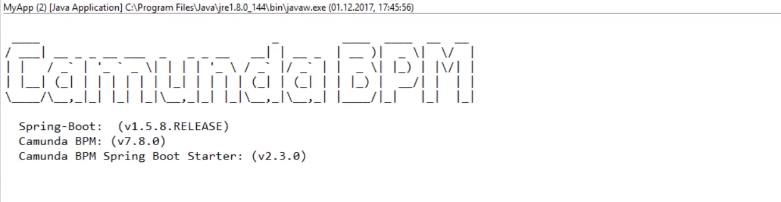 MyApp (2) [Java Application] C:\Program Files\Java\jre1.8.0_144\bin\javaw.exe (01.12.2017, 17:45:56)
Camunda BPM
Spring-Boot: (v1.5.8.RELEASE)
Camunda BPM: (v7.8.0)
Camunda BPM Spring Boot Starter: (v2.3.0)